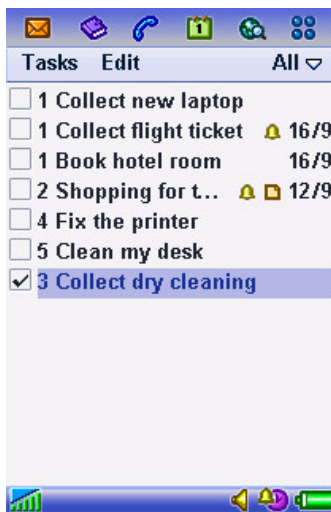 1
Tasks Edit All
1 Collect new laptop
1 Collect flight ticket 16/9
1 Book hotel room 16/9
2 Shopping for t... 12/9
4 Fix the printer
5 Clean my desk
3 Collect dry cleaning